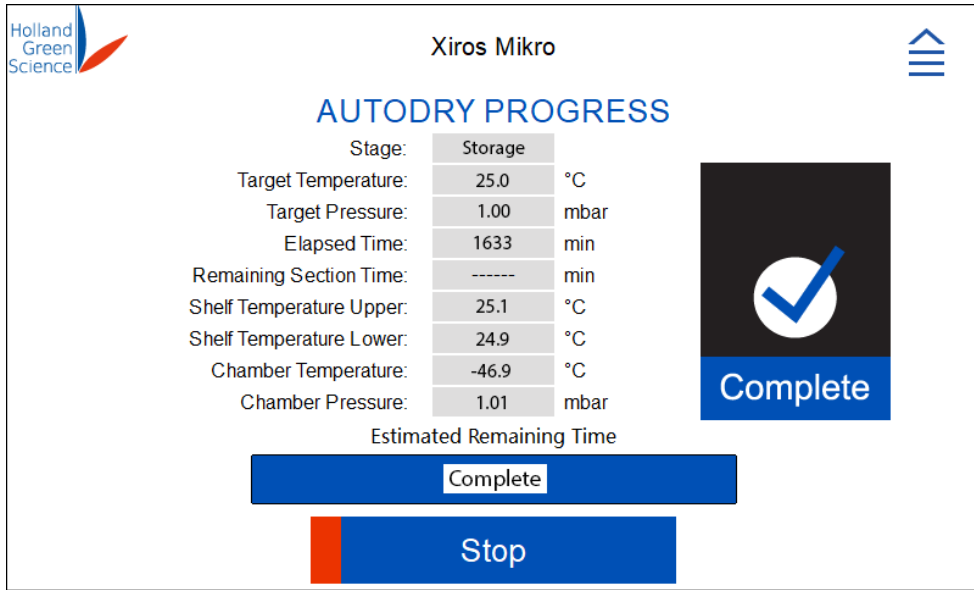 Holland
Green
Science
Xiros Mikro
AUTODRY PROGRESS
Stage: Storage
Target Temperature: 25.0 °C
Target Pressure: 1.00 mbar
Elapsed Time: 1633 min
Remaining Section Time: ------ min
Shelf Temperature Upper: 25.1 °C
Shelf Temperature Lower: 24.9 °C
Chamber Temperature: -46.9 °C
Chamber Pressure: 1.01 mbar
Complete
Estimated Remaining Time
Complete
Stop